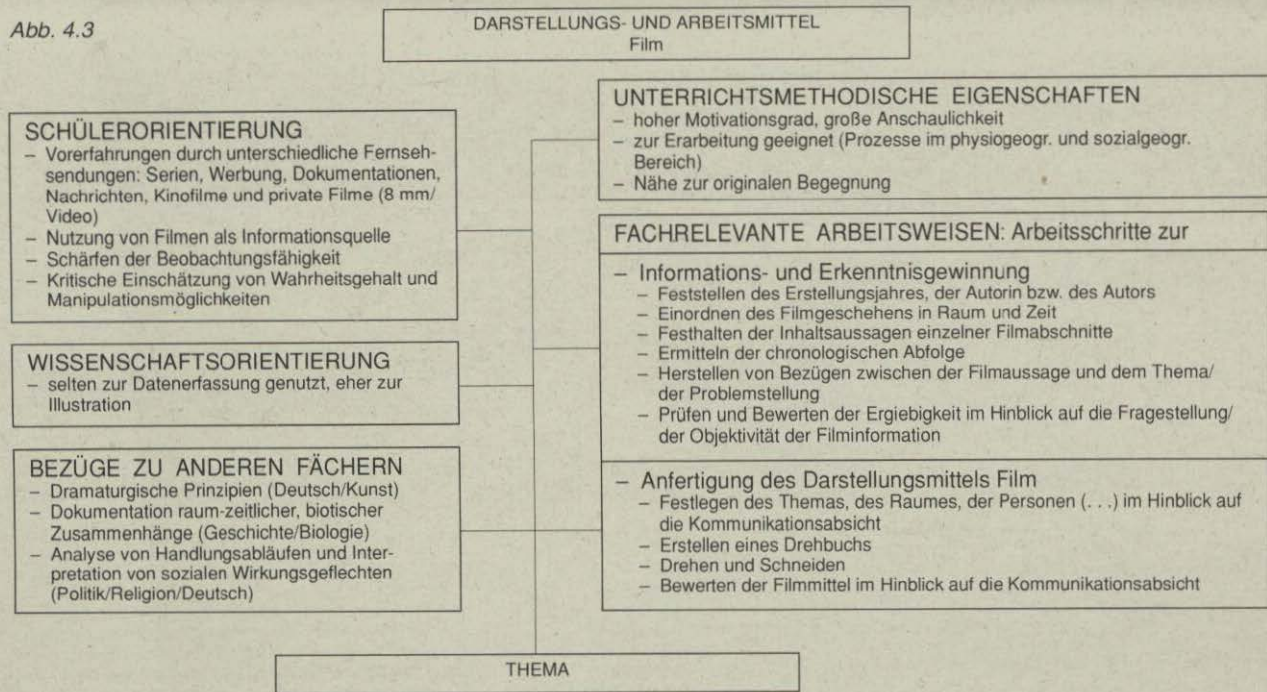 Abb. 4.3
DARSTELLUNGS- UND ARBEITSMITTEL
Film
SCHÜLERORIENTIERUNG
– Vorerfahrungen durch unterschiedliche Fernseh-
sendungen: Serien, Werbung, Dokumentationen,
Nachrichten, Kinofilme und private Filme (8 mm/
Video)
– Nutzung von Filmen als Informationsquelle
– Schärfen der Beobachtungsfähigkeit
– Kritische Einschätzung von Wahrheitsgehalt und
Manipulationsmöglichkeiten
WISSENSCHAFTSORIENTIERUNG
– selten zur Datenerfassung genutzt, eher zur
Illustration
BEZÜGE ZU ANDEREN FÄCHERN
– Dramaturgische Prinzipien (Deutsch/Kunst)
– Dokumentation raum-zeitlicher, biotischer
Zusammenhänge (Geschichte/Biologie)
– Analyse von Handlungsabläufen und Inter-
pretation von sozialen Wirkungsgeflechten
(Politik/Religion/Deutsch)
UNTERRICHTSMETHODISCHE EIGENSCHAFTEN
– hoher Motivationsgrad, große Anschaulichkeit
– zur Erarbeitung geeignet (Prozesse im physiogeogr. und sozialgeogr.
Bereich)
– Nähe zur originalen Begegnung
FACHRELEVANTE ARBEITSWEISEN: Arbeitsschritte zur
– Informations- und Erkenntnisgewinnung
– Feststellen des Erstellungsjahres, der Autorin bzw. des Autors
– Einordnen des Filmgeschehens in Raum und Zeit
– Festhalten der Inhaltsaussagen einzelner Filmabschnitte
– Ermitteln der chronologischen Abfolge
– Herstellen von Bezügen zwischen der Filmaussage und dem Thema/
der Problemstellung
– Prüfen und Bewerten der Ergiebigkeit im Hinblick auf die Fragestellung/
der Objektivität der Filminformation
– Anfertigung des Darstellungsmittels Film
– Festlegen des Themas, des Raumes, der Personen (. . .) im Hinblick auf
die Kommunikationsabsicht
– Erstellen eines Drehbuchs
– Drehen und Schneiden
– Bewerten der Filmmittel im Hinblick auf die Kommunikationsabsicht
THEMA